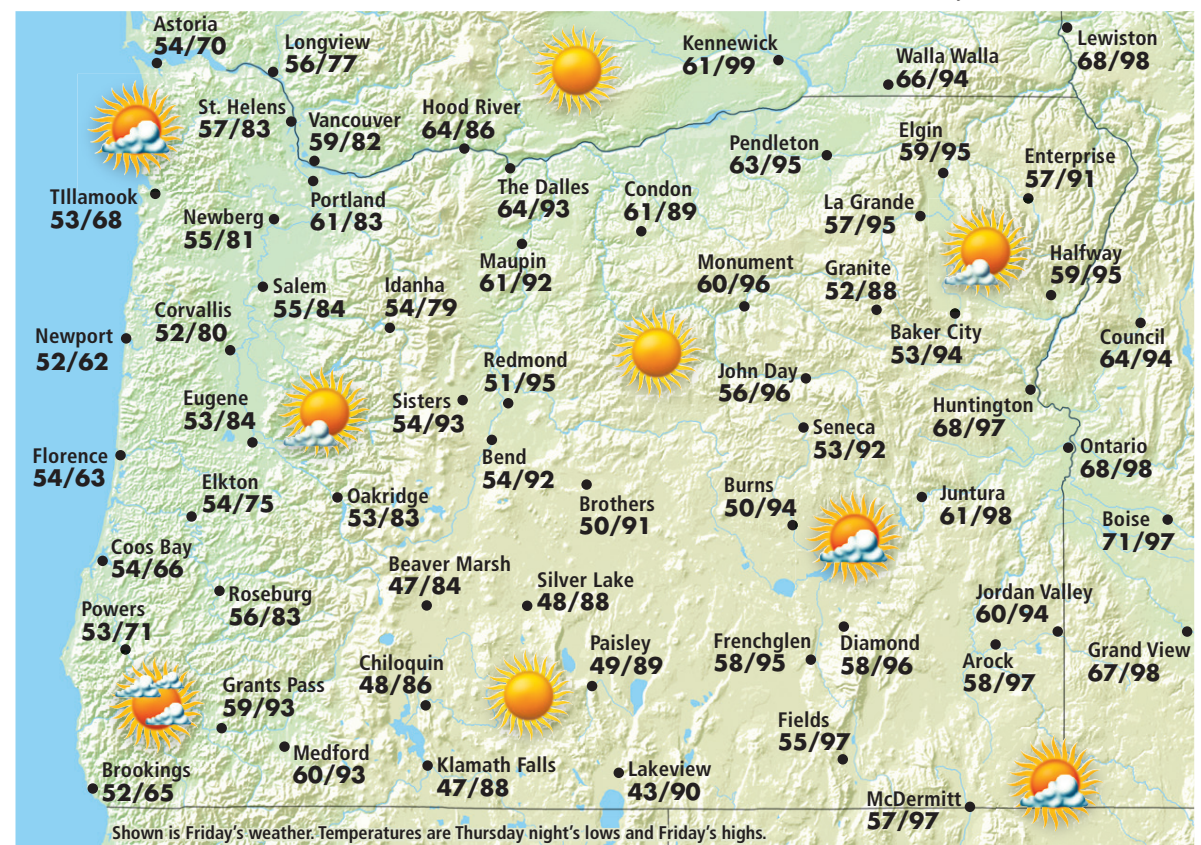 Astoria
54/70
Longview
56/77
Kennewick
61/99
Walla Walla
66/94
Lewiston
68/98
St. Helens
57/83
Vancouver
59/82
Hood River
64/86
Pendleton
63/95
Elgin
59/95
Enterprise
57/91
TIllamook
53/68
Newberg
55/81
Portland
61/83
The Dalles
64/93
Condon
61/89
La Grande
57/95
Maupin
61/92
Monument
60/96
Granite
52/88
Halfway
59/95
Salem
55/84
Idanha
54/79
Corvallis
52/80
Newport
52/62
Baker City
53/94
Council
64/94
Redmond
51/95
John Day
56/96
Eugene
53/84
Sisters
54/93
Huntington
68/97
Seneca
53/92
Florence
54/63
Bend
54/92
Ontario
68/98
Elkton
54/75
Oakridge
53/83
Brothers
50/91
Burns
50/94
Juntura
61/98
Boise
71/97
Coos Bay
54/66
Beaver Marsh
47/84
Silver Lake
48/88
Roseburg
56/83
Jordan Valley
60/94
Powers
53/71
Paisley
49/89
Frenchglen
58/95
Diamond
58/96
Arock
58/97
Grand View
67/98
Chiloquin
48/86
Grants Pass
59/93
Fields
55/97
Medford
60/93
Klamath Falls
47/88
Lakeview
43/90
Brookings
52/65
McDermitt
57/97
Shown is Friday's weather. Temperatures are Thursday night's lows and Friday's highs.